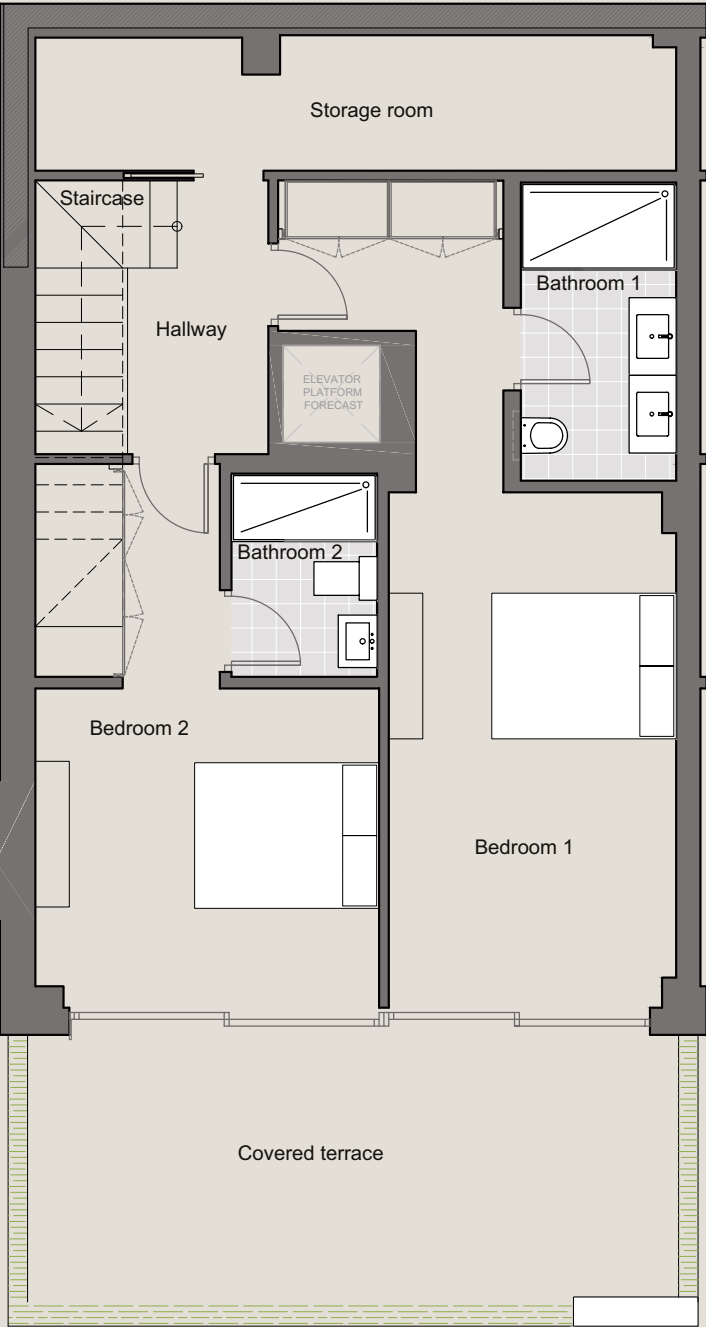 Storage room
Staircase
Bathroom 1
Hallway
ELEVATOR
PLATFORM
FORECAST
Bathroom 2
Bedroom 2
Bedroom 1
Covered terrace